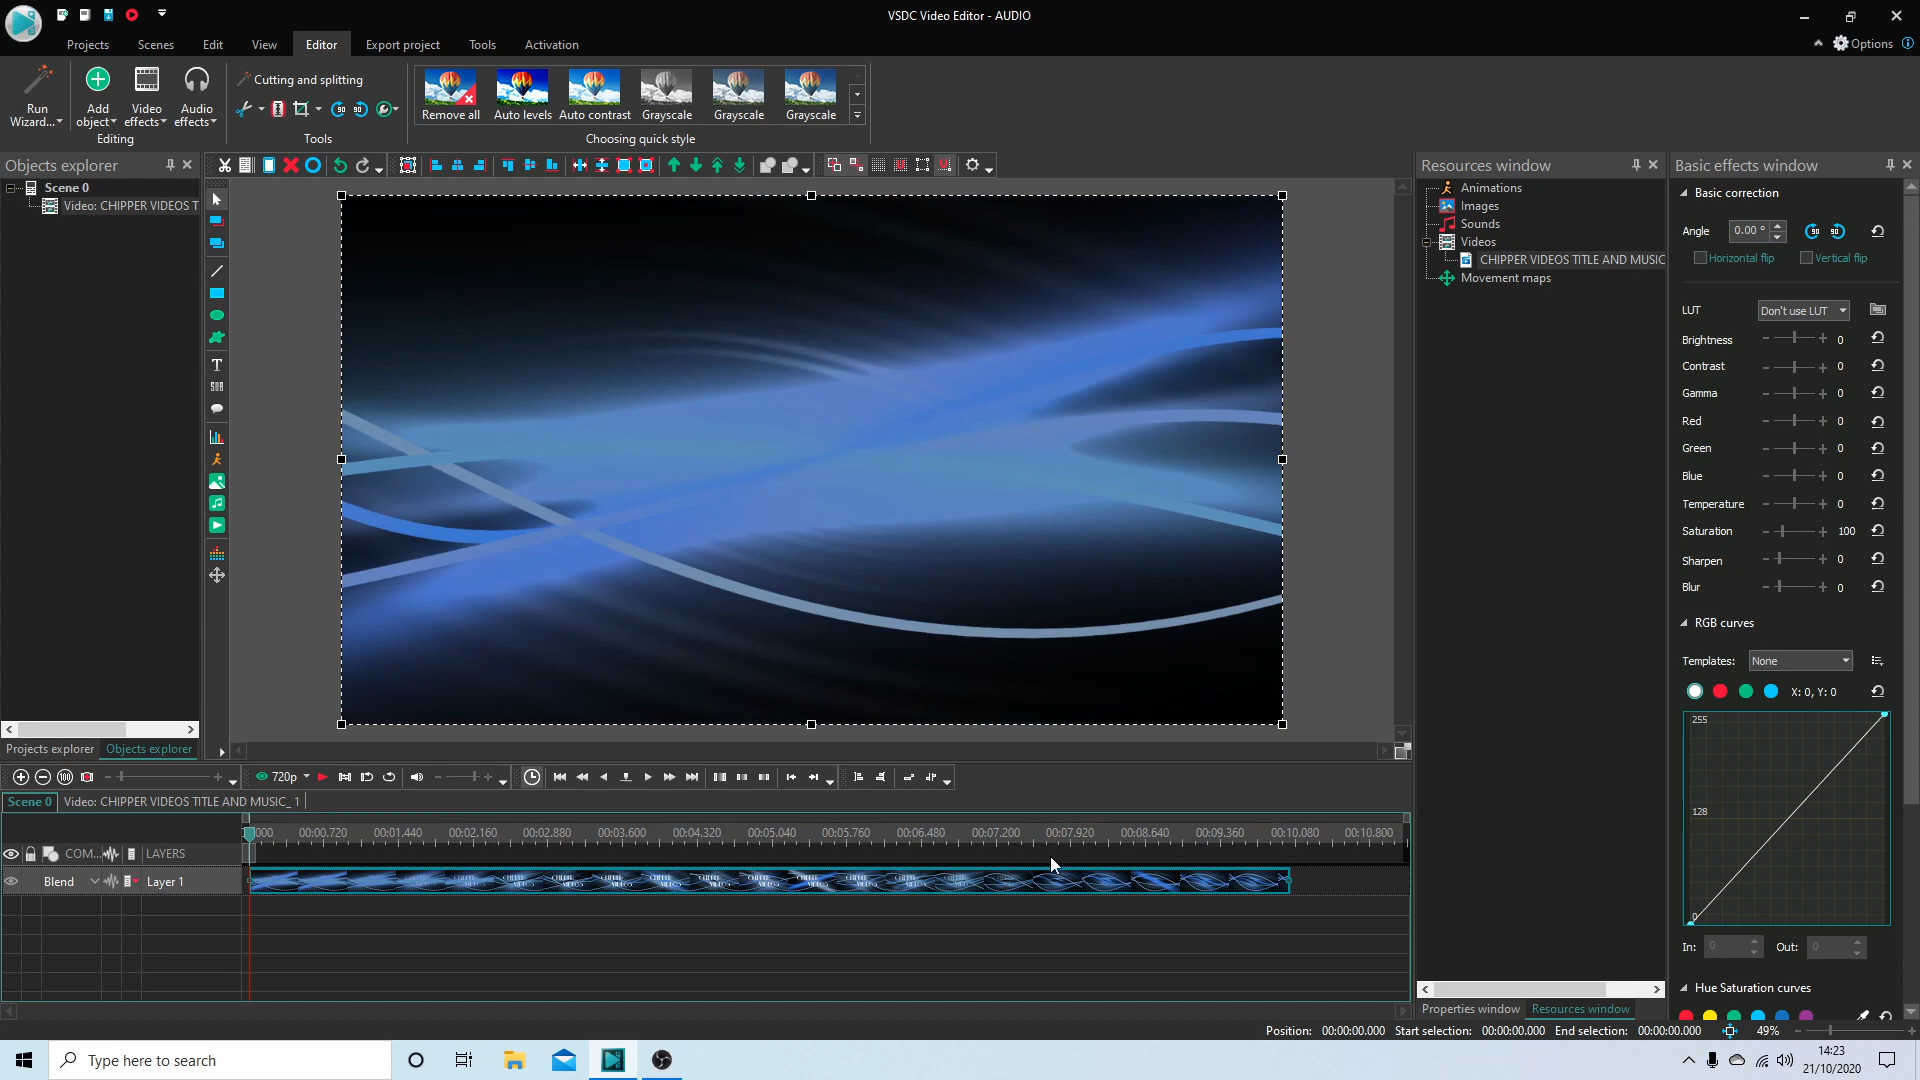 VSDC Video Editor - AUDIO
Projects
Scenes
Edit
View
Editor
Export project
Tools
Activation
Options
Run
Wizard...
Add
object
Video
effects
Audio
effects
Editing
Cutting and splitting
Tools
Remove all
Auto levels
Auto contrast
Grayscale
Grayscale
Grayscale
Choosing quick style
Objects explorer
Scene 0
Video: CHIPPER VIDEOS T
Projects explorer
Objects explorer
Resources window
Animations
Images
Sounds
Videos
CHIPPER VIDEOS TITLE AND MUSIC
Movement maps
Properties window
Resources window
Basic effects window
Basic correction
Angle
0.00 °
Horizontal flip
Vertical flip
LUT
Don't use LUT
Brightness
0
Contrast
0
Gamma
0
Red
0
Green
0
Blue
0
Temperature
0
Saturation
100
Sharpen
0
Blur
0
RGB curves
Templates:
None
X: 0, Y: 0
255
128
0
In:
0
Out:
0
Hue Saturation curves
720p
Scene 0
Video: CHIPPER VIDEOS TITLE AND MUSIC_1
000
00:00.720
00:01.440
00:02.160
00:02.880
00:03.600
00:04.320
00:05.040
00:05.760
00:06.480
00:07.200
00:07.920
00:08.640
00:09.360
00:10.080
00:10.800
COM...
LAYERS
Blend
Layer 1
Position: 00:00:00.000 Start selection: 00:00:00.000 End selection: 00:00:00.000
49%
Type here to search
14:23
21/10/2020